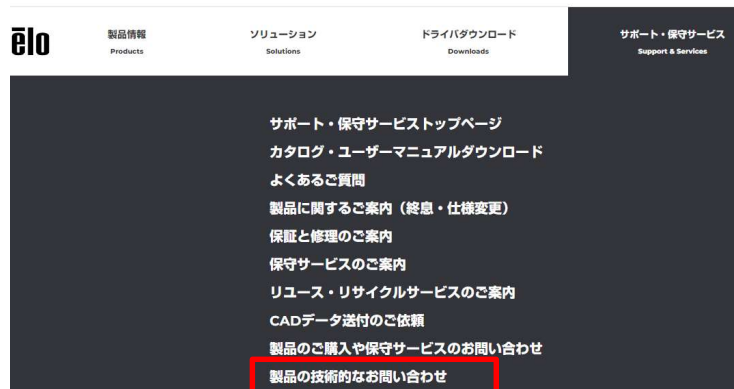 ēlo
製品情報
Products
ソリューション
Solutions
ドライバダウンロード
Downloads
サポート・保守サービス
Support & Services
サポート・保守サービストップページ
カタログ・ユーザーマニュアルダウンロード
よくあるご質問
製品に関するご案内（終息・仕様変更）
保証と修理のご案内
保守サービスのご案内
リユース・リサイクルサービスのご案内
CADデータ送付のご依頼
製品のご購入や保守サービスのお問い合わせ
製品の技術的なお問い合わせ